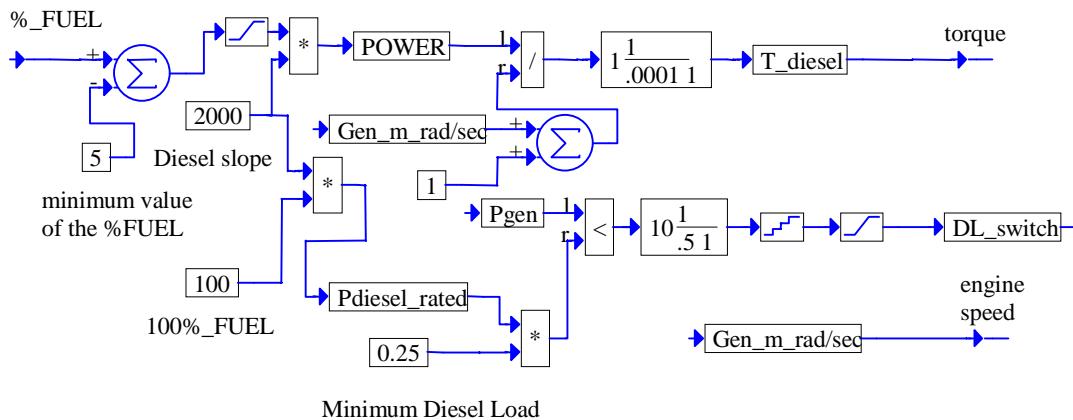 %_FUEL
+
-
Σ
5
minimum value
of the %FUEL
*
2000
Diesel slope
POWER
l
r
/
1 1
.0001 1
T_diesel
torque
Gen_m_rad/sec
+
+
Σ
1
*
100
100%_FUEL
Pgen
l
r
<
10 1
.5 1
DL_switch
Pdiesel_rated
0.25
*
Minimum Diesel Load
engine
speed
Gen_m_rad/sec